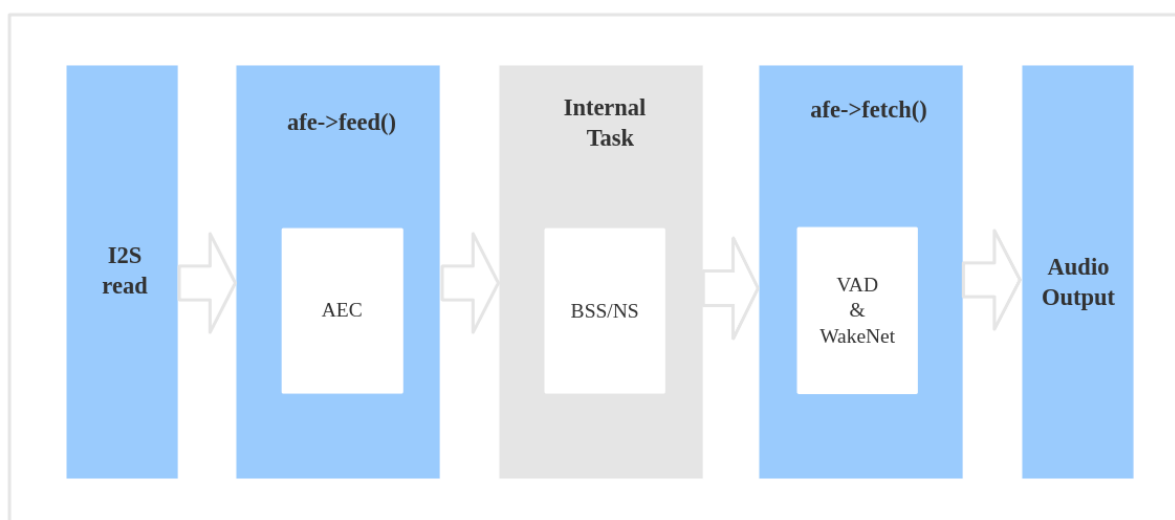 I2S
read
afe->feed()
AEC
Internal
Task
BSS/NS
afe->fetch()
VAD
&
WakeNet
Audio
Output